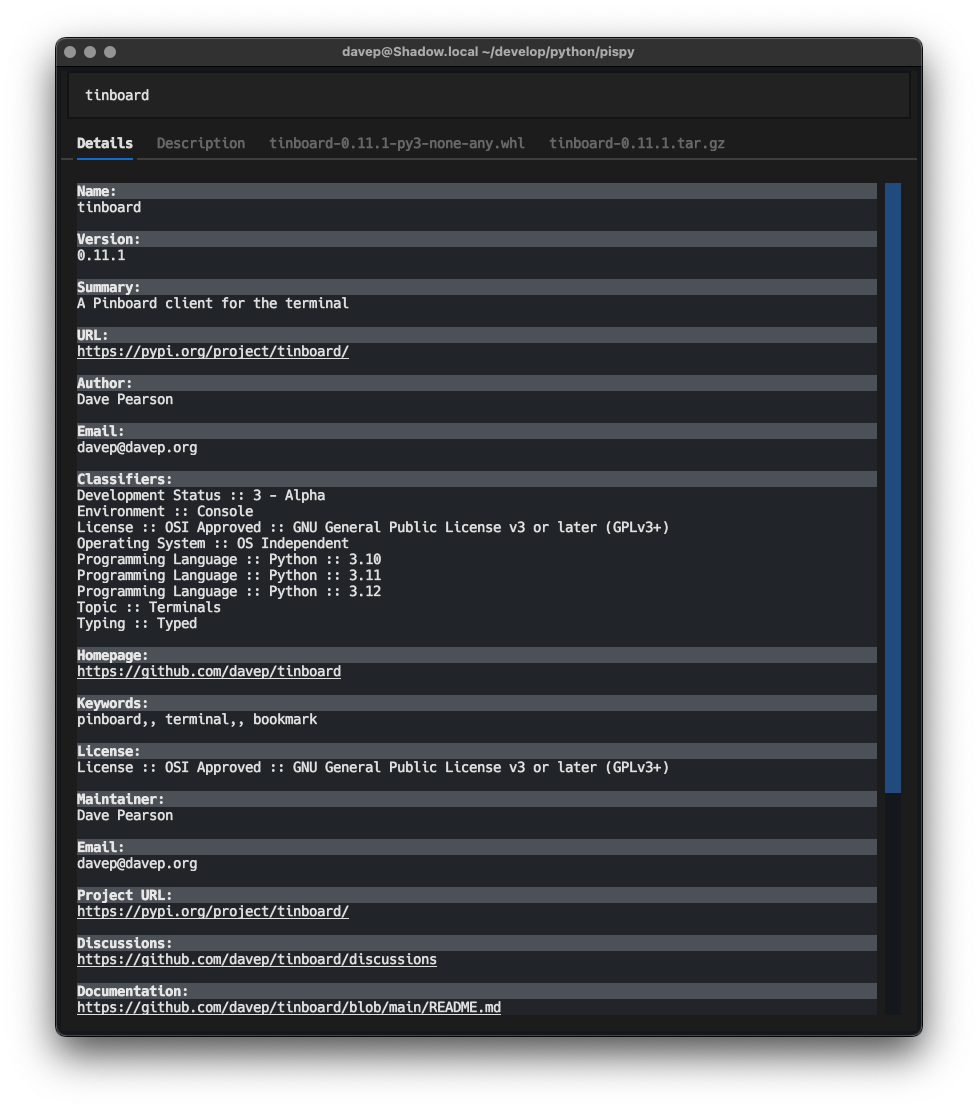 davep@Shadow.local ~/develop/python/pispy
tinboard
Details Description tinboard-0.11.1-py3-none-any.whl tinboard-0.11.1.tar.gz
Name:
tinboard
Version:
0.11.1
Summary:
A Pinboard client for the terminal
URL:
https://pypi.org/project/tinboard/
Author:
Dave Pearson
Email:
davep@davep.org
Classifiers:
Development Status :: 3 - Alpha
Environment :: Console
License :: OSI Approved :: GNU General Public License v3 or later (GPLv3+)
Operating System :: OS Independent
Programming Language :: Python :: 3.10
Programming Language :: Python :: 3.11
Programming Language :: Python :: 3.12
Topic :: Terminals
Typing :: Typed
Homepage:
https://github.com/davep/tinboard
Keywords:
pinboard,, terminal,, bookmark
License:
License :: OSI Approved :: GNU General Public License v3 or later (GPLv3+)
Maintainer:
Dave Pearson
Email:
davep@davep.org
Project URL:
https://pypi.org/project/tinboard/
Discussions:
https://github.com/davep/tinboard/discussions
Documentation:
https://github.com/davep/tinboard/blob/main/README.md